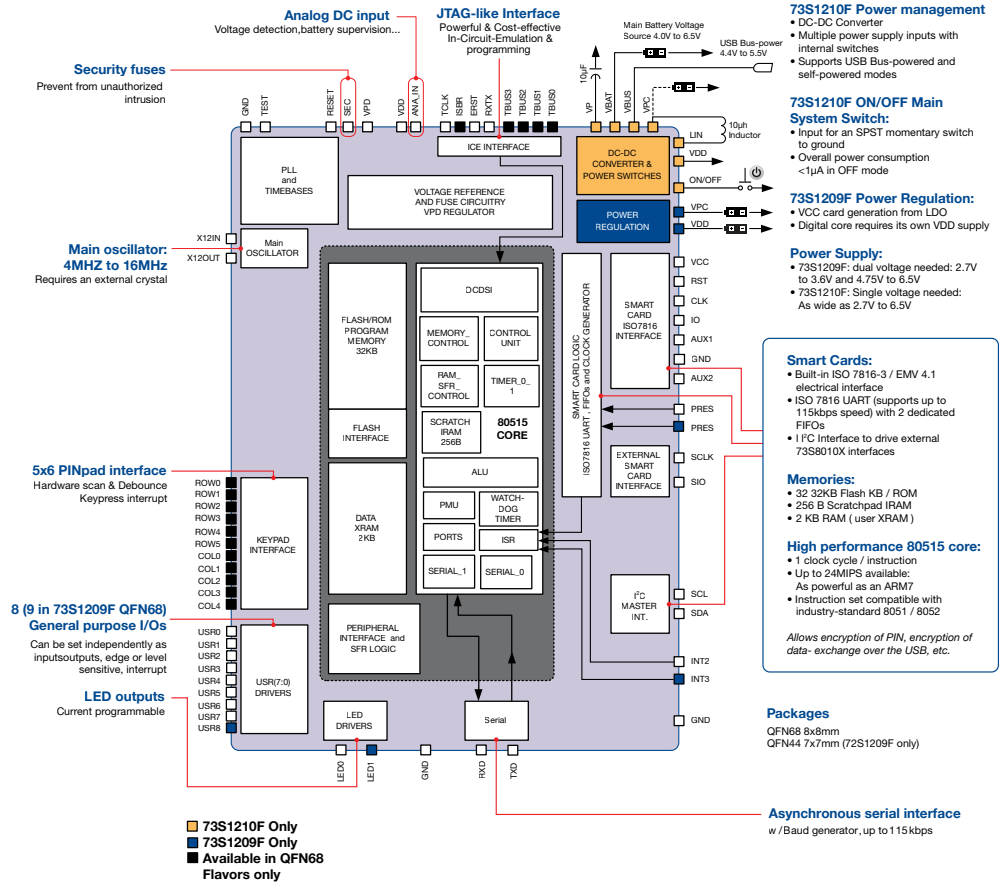 Analog DC input
Voltage detection,battery supervision...
JTAG-like Interface
Powerful & Cost-effective
In-Circuit-Emulation &
programming
Security fuses
Prevent from unauthorized
intrusion
Main Battery Voltage
Source 4.0V to 6.5V
USB Bus-power
4.4V to 5.5V
10µF
GND
TEST
RESET
SEC
VPD
VDD
ANA_IN
TCLK
ISBR
ERST
RXTX
TBUS3
TBUS2
TBUS1
TBUS0
VP
VBAT
VBUS
VPC
10µh
Inductor
LIN
VDD
ON/OFF
VPC
VDD
ICE INTERFACE
DC-DC
CONVERTER &
POWER SWITCHES
PLL
and
TIMEBASES
VOLTAGE REFERENCE
AND FUSE CIRCUITRY
VPD REGULATOR
POWER
REGULATION
X12IN
X12OUT
Main
OSCILLATOR
Main oscillator:
4MHZ to 16MHz
Requires an external crystal
FLASH/ROM
PROGRAM
MEMORY
32KB
FLASH
INTERFACE
DATA
XRAM
2KB
PERIPHERAL
INTERFACE and
SFR LOGIC
OCDSI
MEMORY_
CONTROL
CONTROL
UNIT
RAM_
SFR_
CONTROL
TIMER_0_
1
SCRATCH
IRAM
256B
80515
CORE
ALU
PMU
WATCH-
DOG
TIMER
PORTS
ISR
SERIAL_1
SERIAL_0
SMART CARD LOGIC
ISO7816 UART , FIFOs and CLOCK GENERATOR
SMART
CARD
ISO7816
INTERFACE
EXTERNAL
SMART
CARD
INTERFACE
I²C
MASTER
INT.
VCC
RST
CLK
IO
AUX1
GND
AUX2
PRES
PRES
SCLK
SIO
SCL
SDA
INT2
INT3
GND
5x6 PINpad interface
Hardware scan & Debounce
Keypress interrupt
ROW0
ROW1
ROW2
ROW3
ROW4
ROW5
COL0
COL1
COL2
COL3
COL4
KEYPAD
INTERFACE
8 (9 in 73S1209F QFN68)
General purpose I/Os
Can be set independently as
inputsoutputs, edge or level
sensitive, interrupt
USR0
USR1
USR2
USR3
USR4
USR5
USR6
USR7
USR8
USR(7:0)
DRIVERS
LED outputs
Current programmable
LED
DRIVERS
Serial
LED0
LED1
GND
RXD
TXD
73S1210F Power management
• DC-DC Converter
• Multiple power supply inputs with
internal switches
• Supports USB Bus-powered and
self-powered modes
73S1210F ON/OFF Main
System Switch:
• Input for an SPST momentary switch
to ground
• Overall power consumption
<1µA in OFF mode
73S1209F Power Regulation:
• VCC card generation from LDO
• Digital core requires its own VDD supply
Power Supply:
• 73S1209F: dual voltage needed: 2.7V
to 3.6V and 4.75V to 6.5V
• 73S1210F: Single voltage needed:
As wide as 2.7V to 6.5V
Smart Cards:
• Built-in ISO 7816-3 / EMV 4.1
electrical interface
• ISO 7816 UART (supports up to
115kbps speed) with 2 dedicated
FIFOs
• I I²C Interface to drive external
73S8010X interfaces
Memories:
• 32 32KB Flash KB / ROM
• 256 B Scratchpad IRAM
• 2 KB RAM ( user XRAM )
High performance 80515 core:
• 1 clock cycle / instruction
• Up to 24MIPS available:
As powerful as an ARM7
• Instruction set compatible with
industry-standard 8051 / 8052
Allows encryption of PIN, encryption of
data- exchange over the USB, etc.
Packages
QFN68 8x8mm
QFN44 7x7mm (72S1209F only)
Asynchronous serial interface
w /Baud generator, up to 115 kbps
73S1210F Only
73S1209F Only
Available in QFN68
Flavors only